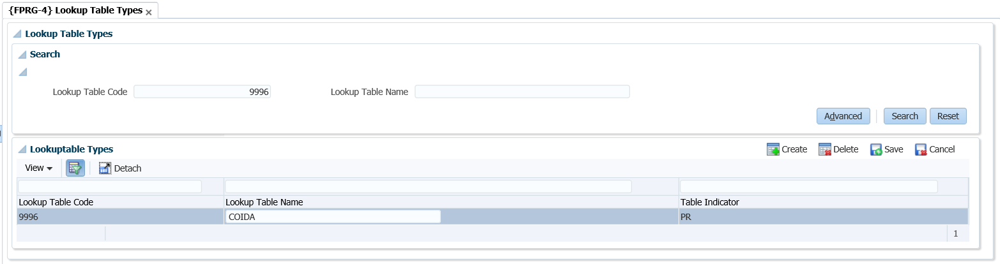 {FPRG-4} Lookup Table Types
Lookup Table Types
Search
Lookup Table Code 9996 Lookup Table Name
Advanced Search Reset
Lookuptable Types Create Delete Save Cancel
View Detach
Lookup Table Code Lookup Table Name Table Indicator
9996 COIDA PR
1